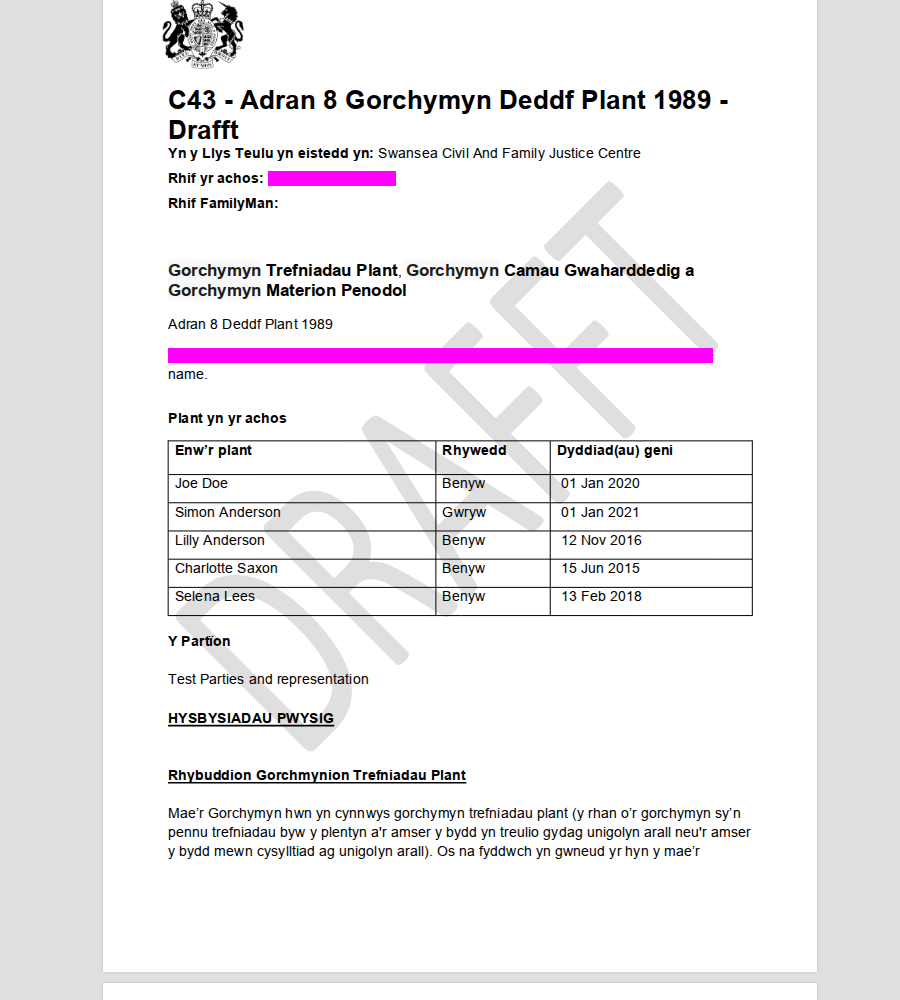 C43 - Adran 8 Gorchymyn Deddf Plant 1989 -
Drafft
Yn y Llys Teulu yn eistedd yn: Swansea Civil And Family Justice Centre
Rhif yr achos:
Rhif FamilyMan:
Gorchymyn Trefniadau Plant, Gorchymyn Camau Gwaharddedig a
Gorchymyn Materion Penodol
Adran 8 Deddf Plant 1989
name.
Plant yn yr achos
Enw’r plant Rhywedd Dyddiad(au) geni
Joe Doe Benyw 01 Jan 2020
Simon Anderson Gwryw 01 Jan 2021
Lilly Anderson Benyw 12 Nov 2016
Charlotte Saxon Benyw 15 Jun 2015
Selena Lees Benyw 13 Feb 2018
Y Partïon
Test Parties and representation
HYSBYSIADAU PWYSIG
Rhybuddion Gorchmynion Trefniadau Plant
Mae’r Gorchymyn hwn yn cynnwys gorchymyn trefniadau plant (y rhan o’r gorchymyn sy’n
pennu trefniadau byw y plentyn a'r amser y bydd yn treulio gydag unigolyn arall neu'r amser
y bydd mewn cysylltiad ag unigolyn arall). Os na fyddwch yn gwneud yr hyn y mae’r
DRAFFT